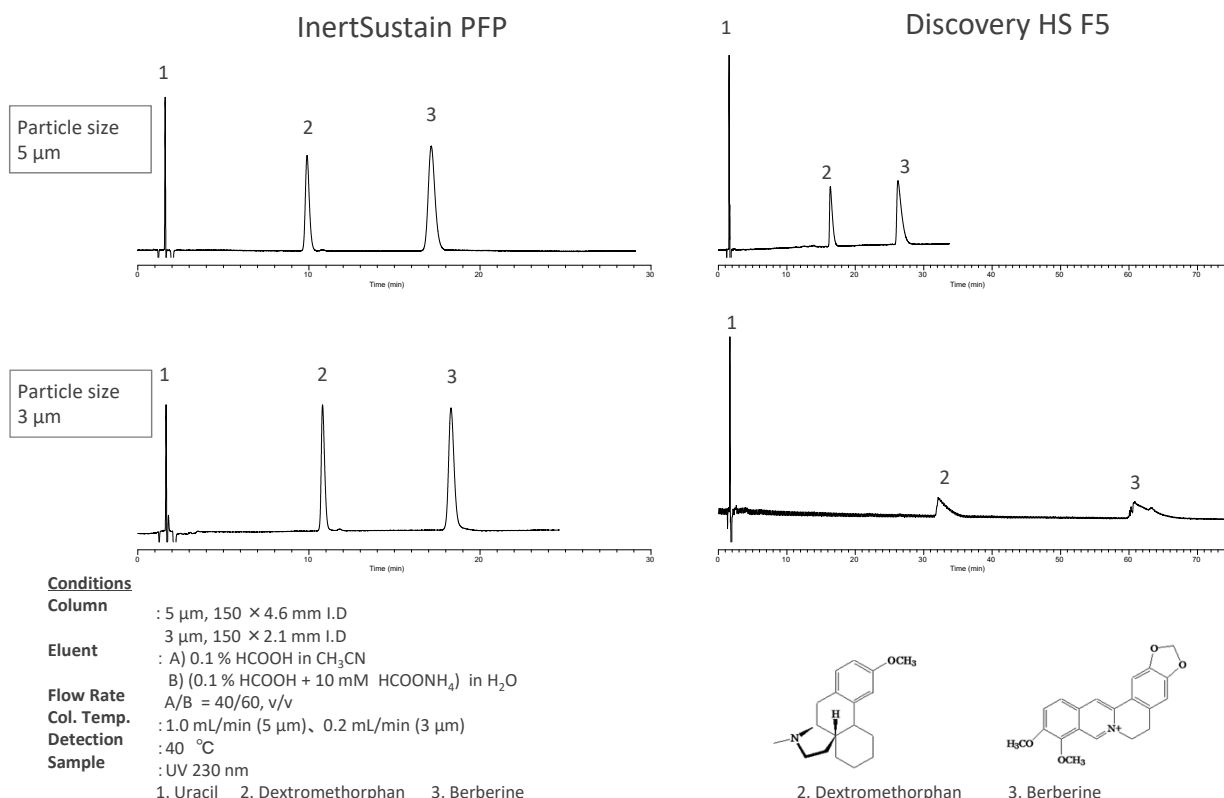 InertSustain PFP
Discovery HS F5
Particle size
5 μm
1
2
3
0
10
20
30
Time (min)
1
2
3
0
10
20
30
40
50
60
70
Time (min)
Particle size
3 μm
1
2
3
0
10
20
30
Time (min)
1
2
3
0
10
20
30
40
50
60
70
Time (min)
Conditions
Column
: 5 μm, 150 ×4.6 mm I.D
3 μm, 150 ×2.1 mm I.D
Eluent
: A) 0.1 % HCOOH in CH₃CN
B) (0.1 % HCOOH + 10 mM HCOONH₄) in H₂O
Flow Rate
A/B = 40/60, v/v
Col. Temp.
: 1.0 mL/min (5 μm)、0.2 mL/min (3 μm)
Detection
: 40 ℃
Sample
: UV 230 nm
1. Uracil 2. Dextromethorphan 3. Berberine
OCH₃
H
N
O
O
N⁺
H₃CO
OCH₃
2. Dextromethorphan
3. Berberine